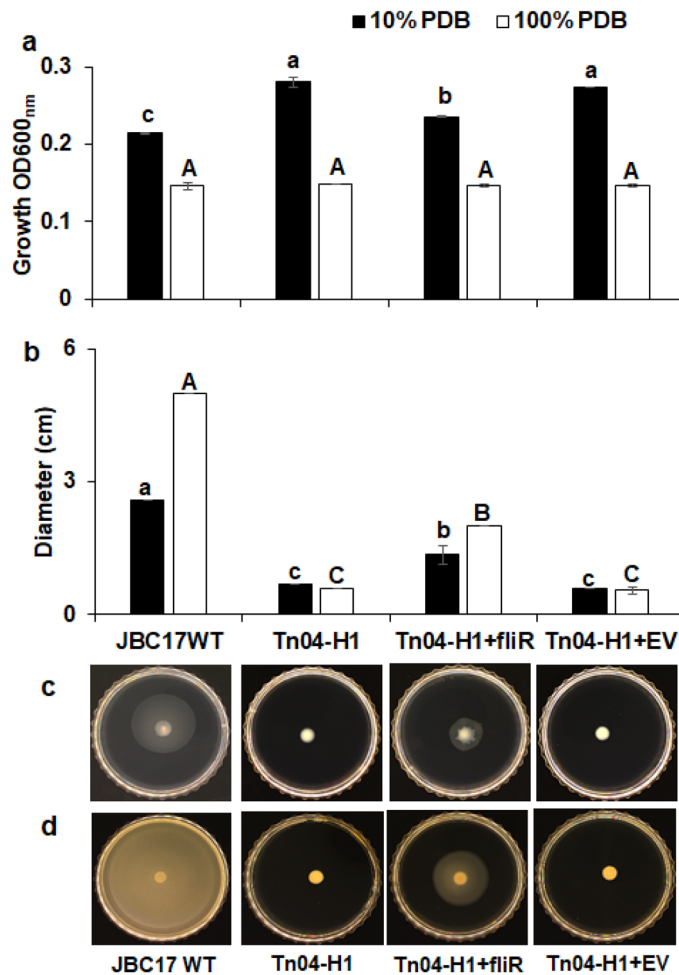 10% PDB 100% PDB
a
Growth OD600nm
0.3
0.2
0.1
0
c A a A b A a A
b
Diameter (cm)
6
3
0
a A c C b B c C
JBC17WT Tn04-H1 Tn04-H1+fliR Tn04-H1+EV
c
d
JBC17 WT Tn04-H1 Tn04-H1+fliR Tn04-H1+EV